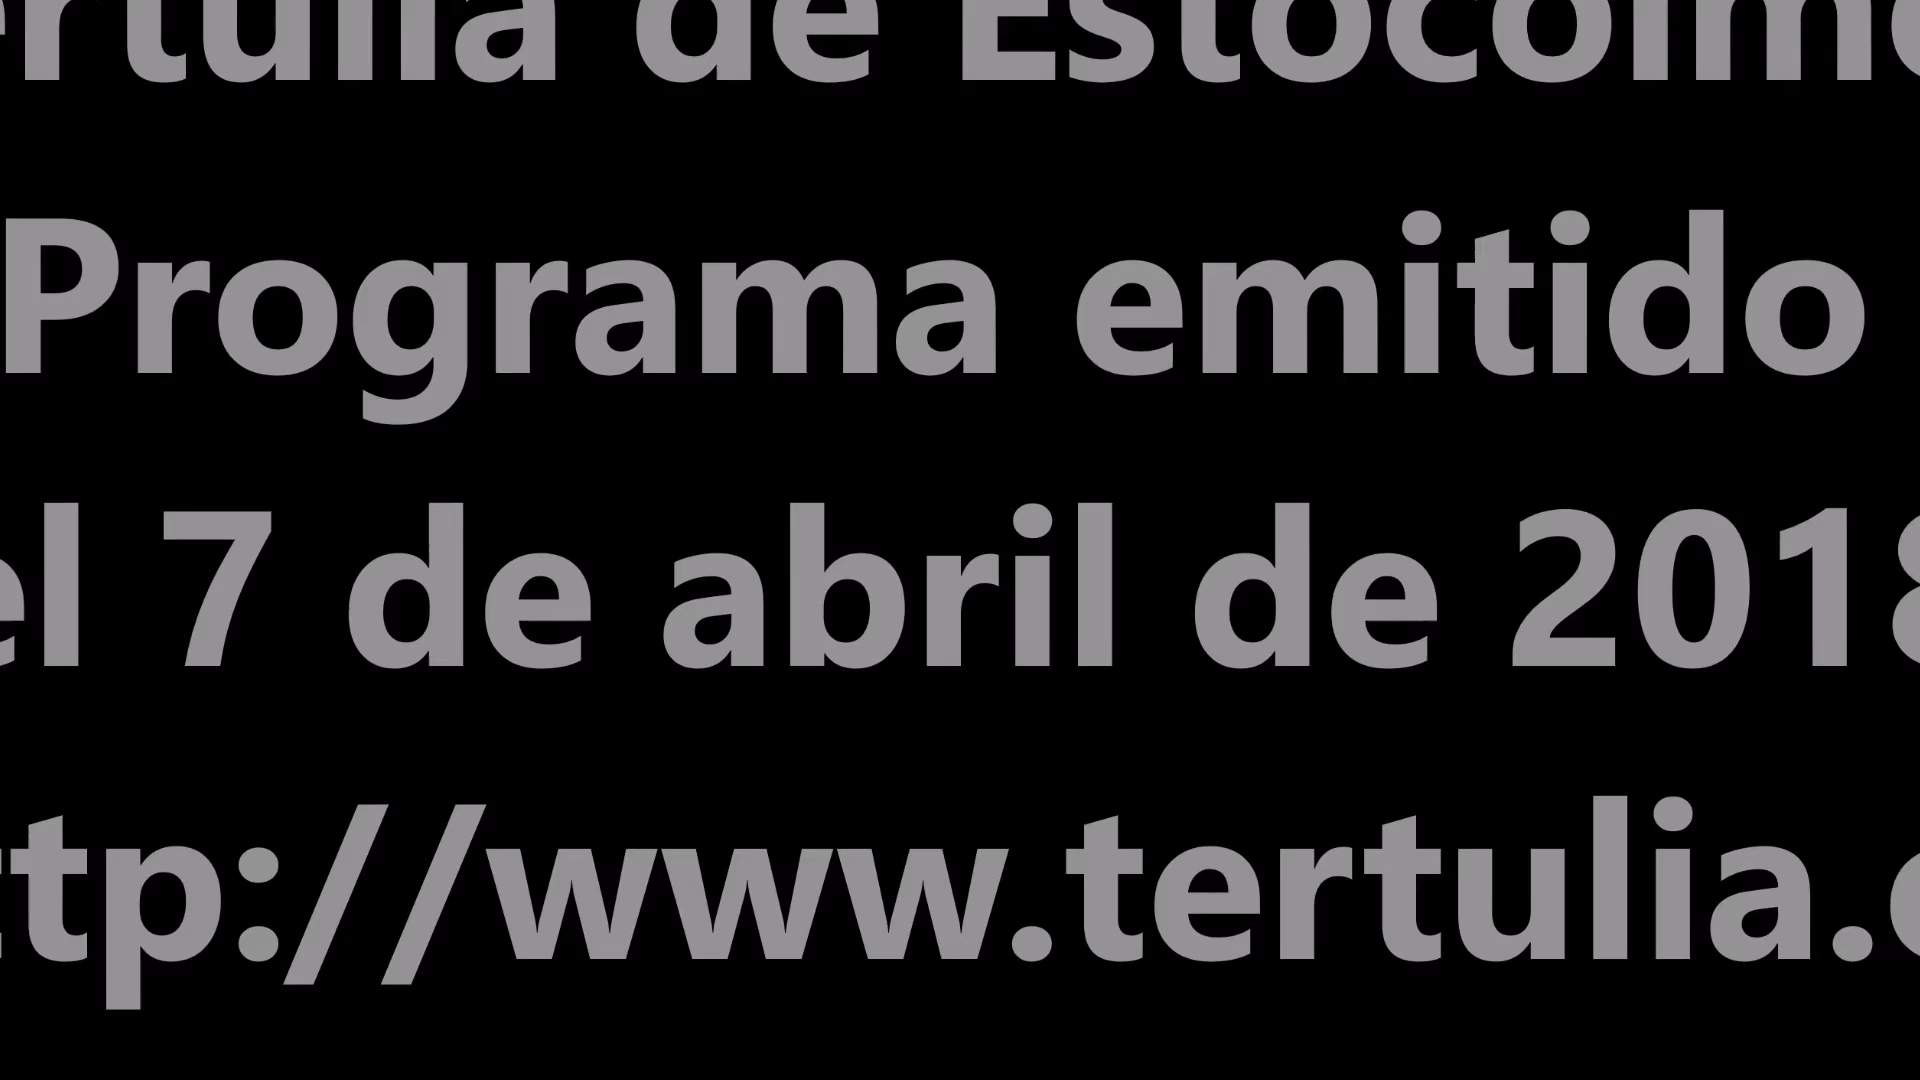 ertulia de Estocolmo
Programa emitido
el 7 de abril de 2018
ttp://www.tertulia.